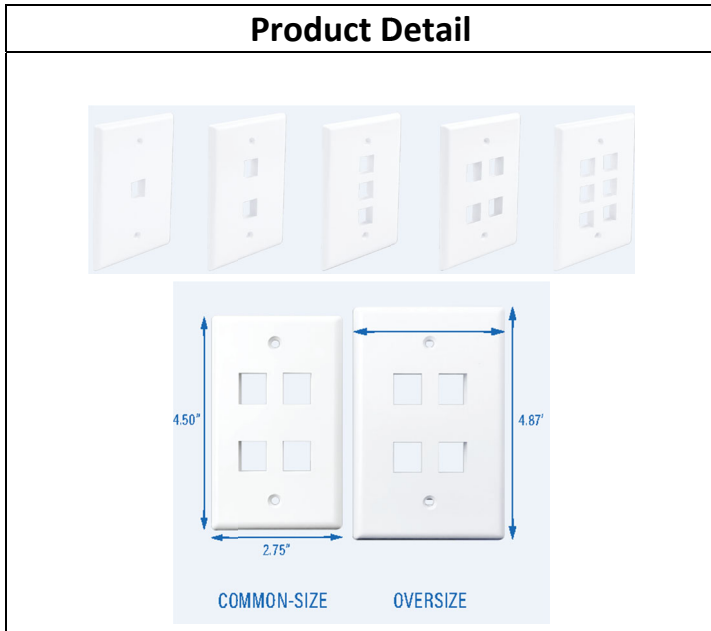 Product Detail
4.50"
4.87'
2.75"
COMMON-SIZE OVERSIZE